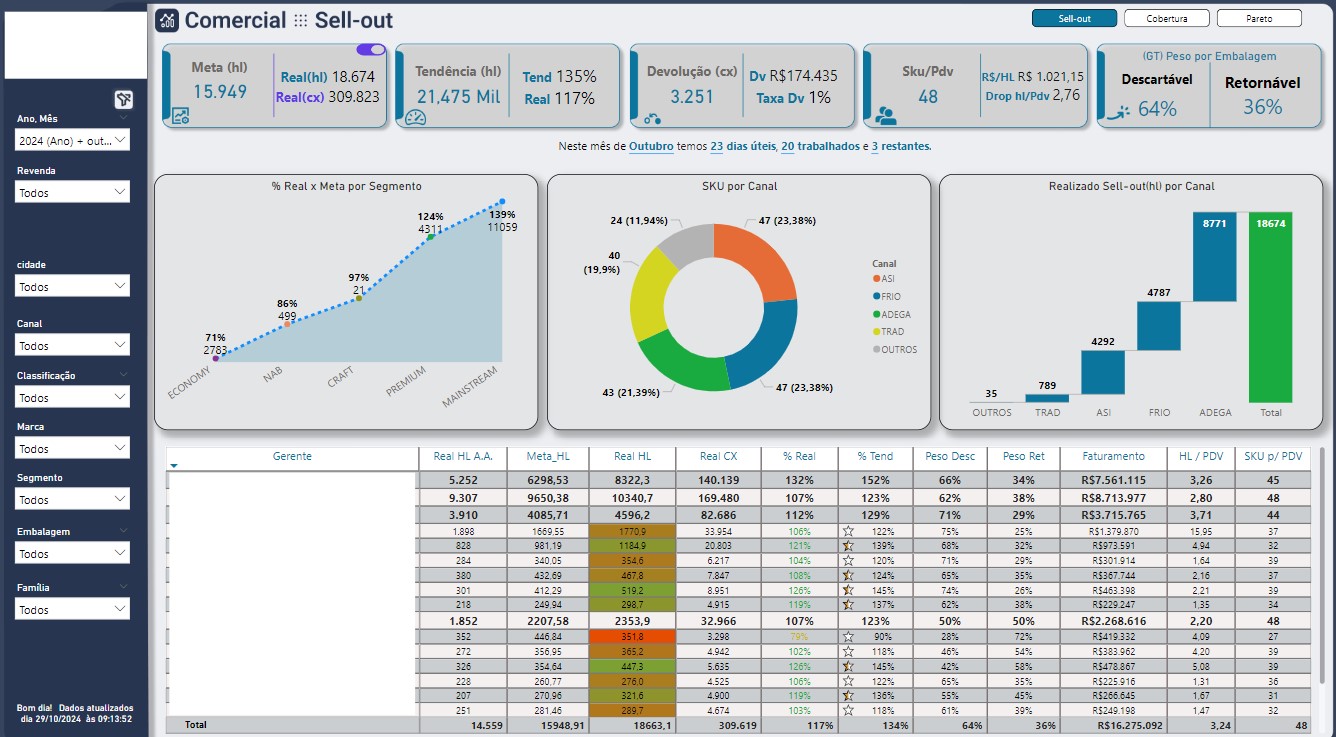 Comercial ::: Sell-out
Sell-out
Cobertura
Pareto
Ano, Mês
2024 (Ano) + out...
Revenda
Todos
cidade
Todos
Canal
Todos
Classificação
Todos
Marca
Todos
Segmento
Todos
Embalagem
Todos
Família
Todos
Bom dia! Dados atualizados
dia 29/10/2024 às 09:13:52
Meta (hl)
15.949
Real(hl) 18.674
Real(cx) 309.823
Tendência (hl)
21,475 Mil
Tend 135%
Real 117%
Devolução (cx)
3.251
Dv R$174.435
Taxa Dv 1%
Sku/Pdv
48
R$/HL R$ 1.021,15
Drop hl/Pdv 2,76
(GT) Peso por Embalagem
Descartável
64%
Retornável
36%
Neste mês de Outubro temos 23 dias úteis, 20 trabalhados e 3 restantes.
% Real x Meta por Segmento
71%
2783
86%
499
97%
21
124%
4311
139%
11059
ECONOMY
NAB
CRAFT
PREMIUM
MAINSTREAM
SKU por Canal
24 (11,94%)
47 (23,38%)
40
(19,9%)
43 (21,39%)
47 (23,38%)
Canal
ASI
FRIO
ADEGA
TRAD
OUTROS
Realizado Sell-out(hl) por Canal
35
789
4292
4787
8771
18674
OUTROS TRAD ASI FRIO ADEGA Total
Gerente Real HL A.A. Meta_HL Real HL Real CX % Real % Tend Peso Desc Peso Ret Faturamento HL / PDV SKU p/ PDV
5.252 6298,53 8322,3 140.139 132% 152% 66% 34% R$7.561.115 3,26 45
9.307 9650,38 10340,7 169.480 107% 123% 62% 38% R$8.713.977 2,80 48
3.910 4085,71 4596,2 82.686 112% 129% 71% 29% R$3.715.765 3,71 44
1.898 1669,55 1770,9 33.954 106% 122% 75% 25% R$1.379.870 15,95 37
828 981,19 1184,9 20.803 121% 139% 68% 32% R$973.591 4,94 32
284 340,05 354,6 6.217 104% 120% 71% 29% R$301.914 1,64 39
380 432,69 467,8 7.847 108% 124% 65% 35% R$367.744 2,16 37
301 412,29 519,2 8.951 126% 145% 74% 26% R$463.398 2,21 39
218 249,94 298,7 4.915 119% 137% 62% 38% R$229.247 1,35 34
1.852 2207,58 2353,9 32.966 107% 123% 50% 50% R$2.268.616 2,20 48
352 446,84 351,8 3.298 79% 90% 28% 72% R$419.332 4,09 27
272 356,95 365,2 4.942 102% 118% 46% 54% R$383.962 4,20 39
326 354,64 447,3 5.635 126% 145% 42% 58% R$478.867 5,08 39
228 260,77 276,0 4.525 106% 122% 65% 35% R$225.916 1,31 36
207 270,96 321,6 4.900 119% 136% 55% 45% R$266.645 1,67 31
251 281,46 289,7 4.674 103% 118% 61% 39% R$249.198 1,47 32
Total 14.559 15948,91 18663,1 309.619 117% 134% 64% 36% R$16.275.092 3,24 48